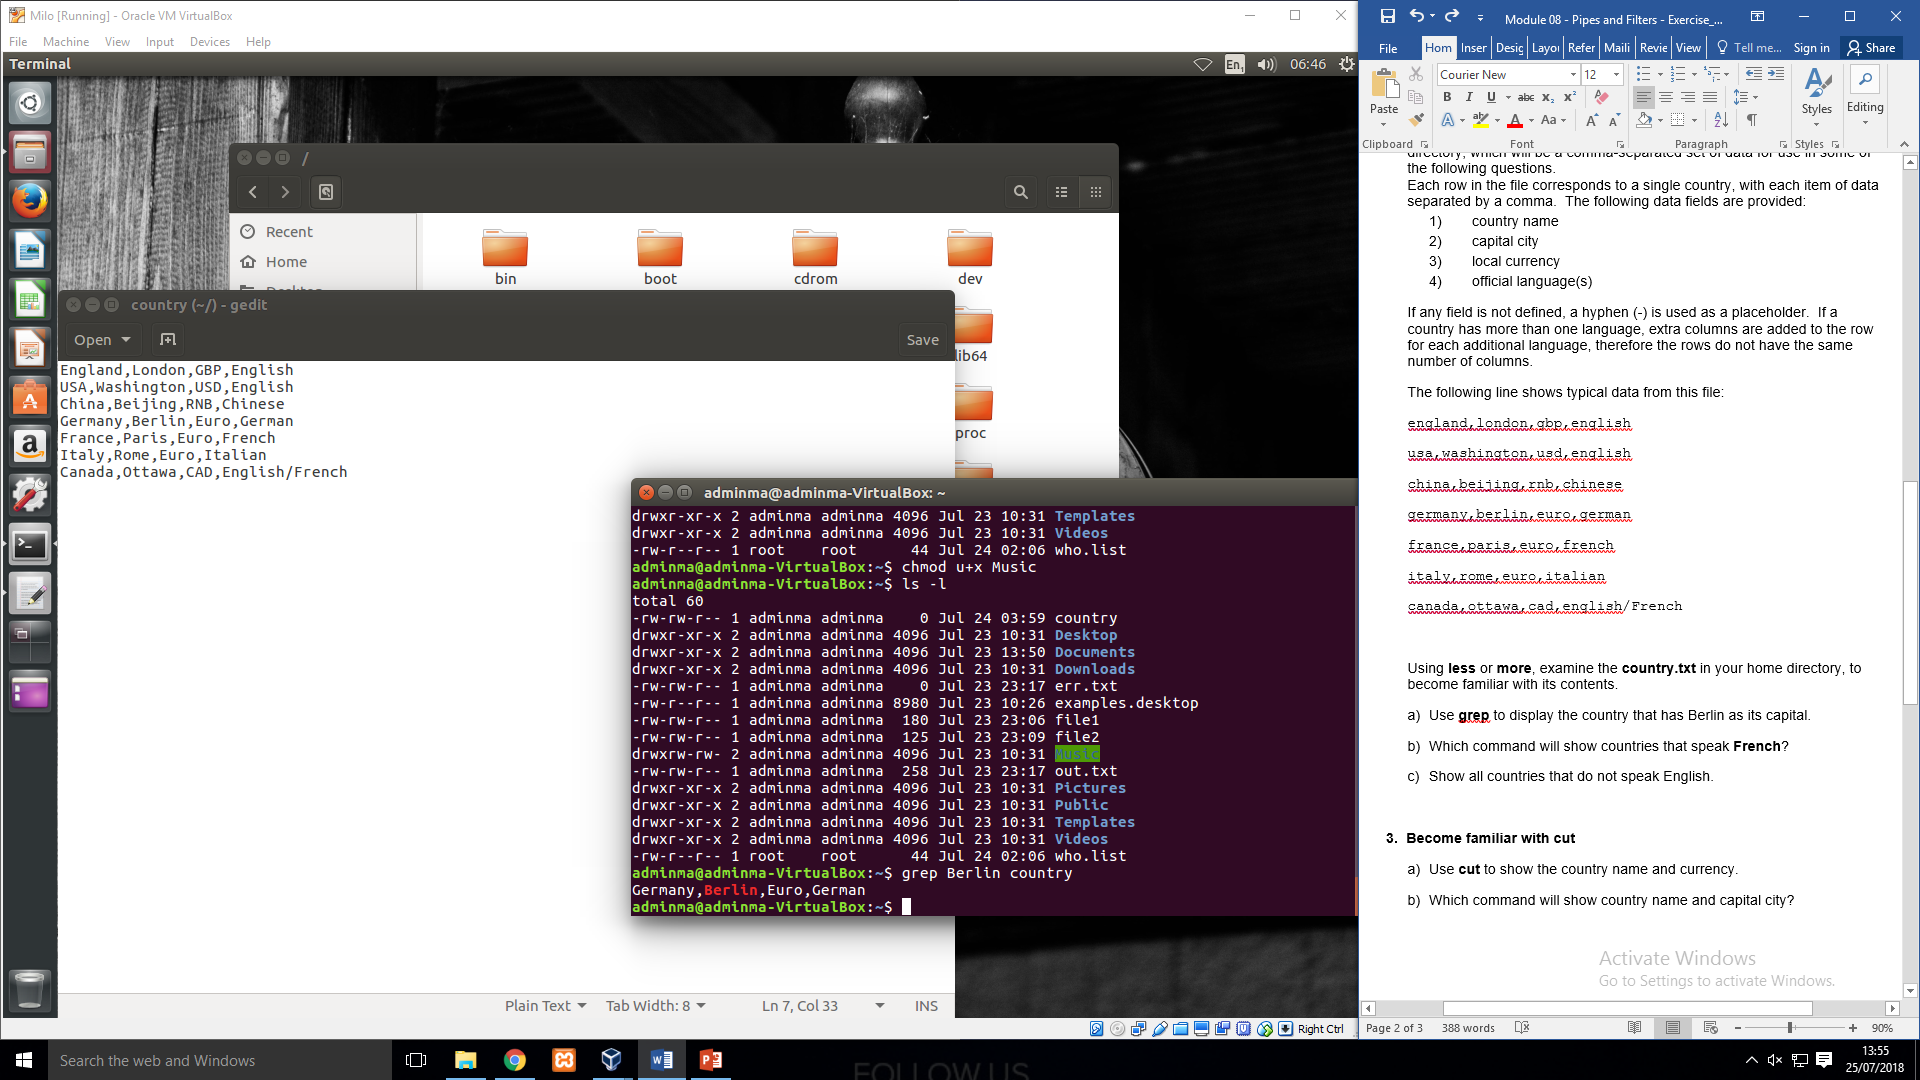 Milo [Running] - Oracle VM VirtualBox
File Machine View Input Devices Help
Terminal
En1
06:46
/
Recent
Home
bin
boot
cdrom
dev
lib64
proc
country (~/) - gedit
Open
Save
England,London,GBP,English
USA,Washington,USD,English
China,Beijing,RNB,Chinese
Germany,Berlin,Euro,German
France,Paris,Euro,French
Italy,Rome,Euro,Italian
Canada,Ottawa,CAD,English/French
Plain Text
Tab Width: 8
Ln 7, Col 33
INS
adminma@adminma-VirtualBox: ~
drwxr-xr-x 2 adminma adminma 4096 Jul 23 10:31 Templates
drwxr-xr-x 2 adminma adminma 4096 Jul 23 10:31 Videos
-rw-r--r-- 1 root    root      44 Jul 24 02:06 who.list
adminma@adminma-VirtualBox:~$ chmod u+x Music
adminma@adminma-VirtualBox:~$ ls -l
total 60
-rw-rw-r-- 1 adminma adminma    0 Jul 24 03:59 country
drwxr-xr-x 2 adminma adminma 4096 Jul 23 10:31 Desktop
drwxr-xr-x 2 adminma adminma 4096 Jul 23 13:50 Documents
drwxr-xr-x 2 adminma adminma 4096 Jul 23 10:31 Downloads
-rw-rw-r-- 1 adminma adminma    0 Jul 23 23:17 err.txt
-rw-r--r-- 1 adminma adminma 8980 Jul 23 10:26 examples.desktop
-rw-rw-r-- 1 adminma adminma  180 Jul 23 23:06 file1
-rw-rw-r-- 1 adminma adminma  125 Jul 23 23:09 file2
drwxrw-rw- 2 adminma adminma 4096 Jul 23 10:31 Music
-rw-rw-r-- 1 adminma adminma  258 Jul 23 23:17 out.txt
drwxr-xr-x 2 adminma adminma 4096 Jul 23 10:31 Pictures
drwxr-xr-x 2 adminma adminma 4096 Jul 23 10:31 Public
drwxr-xr-x 2 adminma adminma 4096 Jul 23 10:31 Templates
drwxr-xr-x 2 adminma adminma 4096 Jul 23 10:31 Videos
-rw-r--r-- 1 root    root      44 Jul 24 02:06 who.list
adminma@adminma-VirtualBox:~$ grep Berlin country
Germany,Berlin,Euro,German
adminma@adminma-VirtualBox:~$
Right Ctrl
Module 08 - Pipes and Filters - Exercise_...
File Hom Inser Desig Layou Refer Maili Revie View Tell me... Sign in Share
Courier New 12
Paste
Styles
Editing
Clipboard Font Paragraph Styles
directory, which will be a comma-separated set of data for use in some of
the following questions.
Each row in the file corresponds to a single country, with each item of data
separated by a comma. The following data fields are provided:
1) country name
2) capital city
3) local currency
4) official language(s)
If any field is not defined, a hyphen (-) is used as a placeholder. If a
country has more than one language, extra columns are added to the row
for each additional language, therefore the rows do not have the same
number of columns.
The following line shows typical data from this file:
england,london,gbp,english
usa,washington,usd,english
china,beijing,rnb,chinese
germany,berlin,euro,german
france,paris,euro,french
italy,rome,euro,italian
canada,ottawa,cad,english/French
Using less or more, examine the country.txt in your home directory, to
become familiar with its contents.
a) Use grep to display the country that has Berlin as its capital.
b) Which command will show countries that speak French?
c) Show all countries that do not speak English.
3. Become familiar with cut
a) Use cut to show the country name and currency.
b) Which command will show country name and capital city?
Activate Windows
Go to Settings to activate Windows.
Page 2 of 3 388 words 90%
Search the web and Windows
FOLLOW US
13:55
25/07/2018